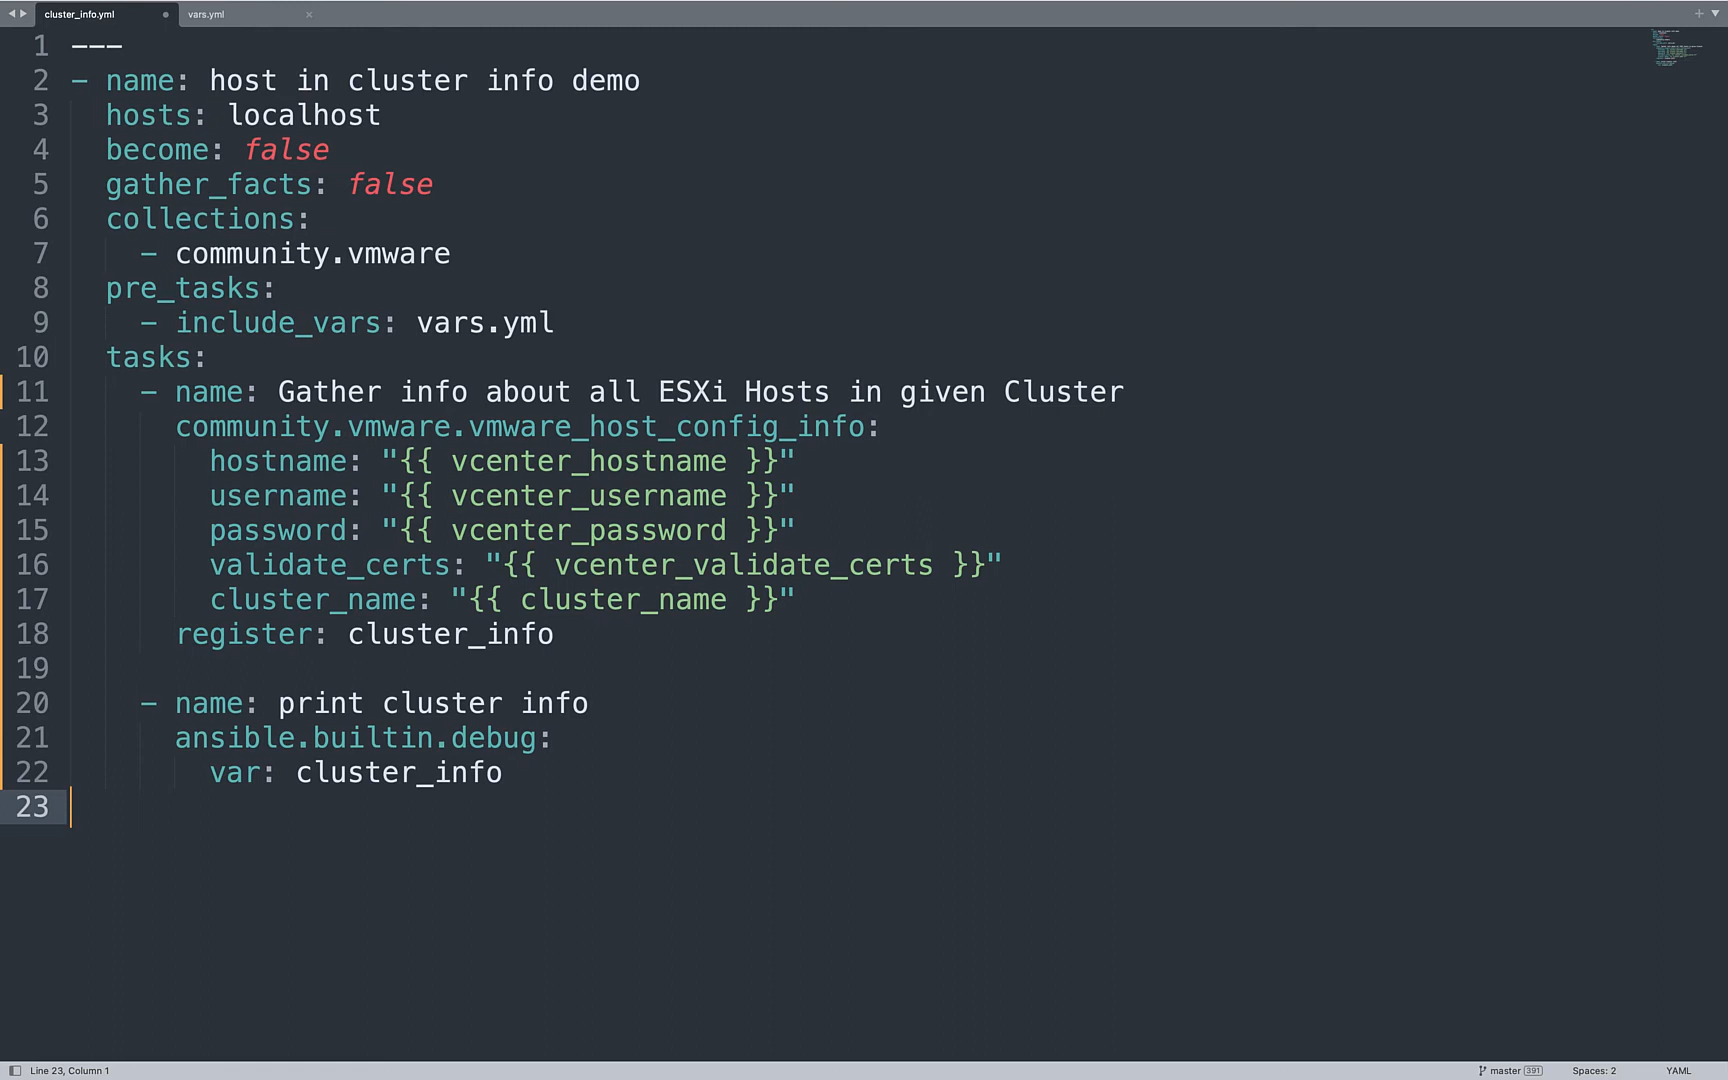 cluster_info.yml
vars.yml
1 ---
2 - name: host in cluster info demo
3 hosts: localhost
4 become: false
5 gather_facts: false
6 collections:
7 - community.vmware
8 pre_tasks:
9 - include_vars: vars.yml
10 tasks:
11 - name: Gather info about all ESXi Hosts in given Cluster
12 community.vmware.vmware_host_config_info:
13 hostname: "{{ vcenter_hostname }}"
14 username: "{{ vcenter_username }}"
15 password: "{{ vcenter_password }}"
16 validate_certs: "{{ vcenter_validate_certs }}"
17 cluster_name: "{{ cluster_name }}"
18 register: cluster_info
19
20 - name: print cluster info
21 ansible.builtin.debug:
22 var: cluster_info
23
Line 23, Column 1
master 391
Spaces: 2
YAML